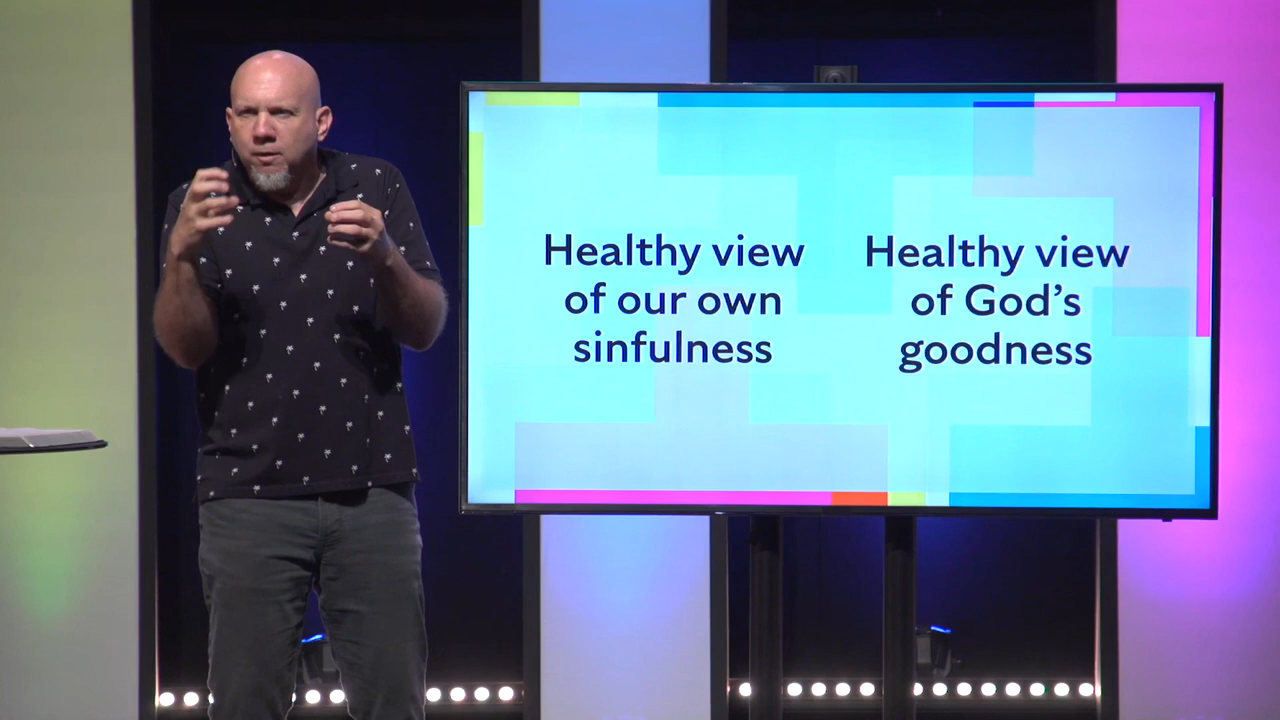 Healthy view
of our own
sinfulness
Healthy view
of God’s
goodness